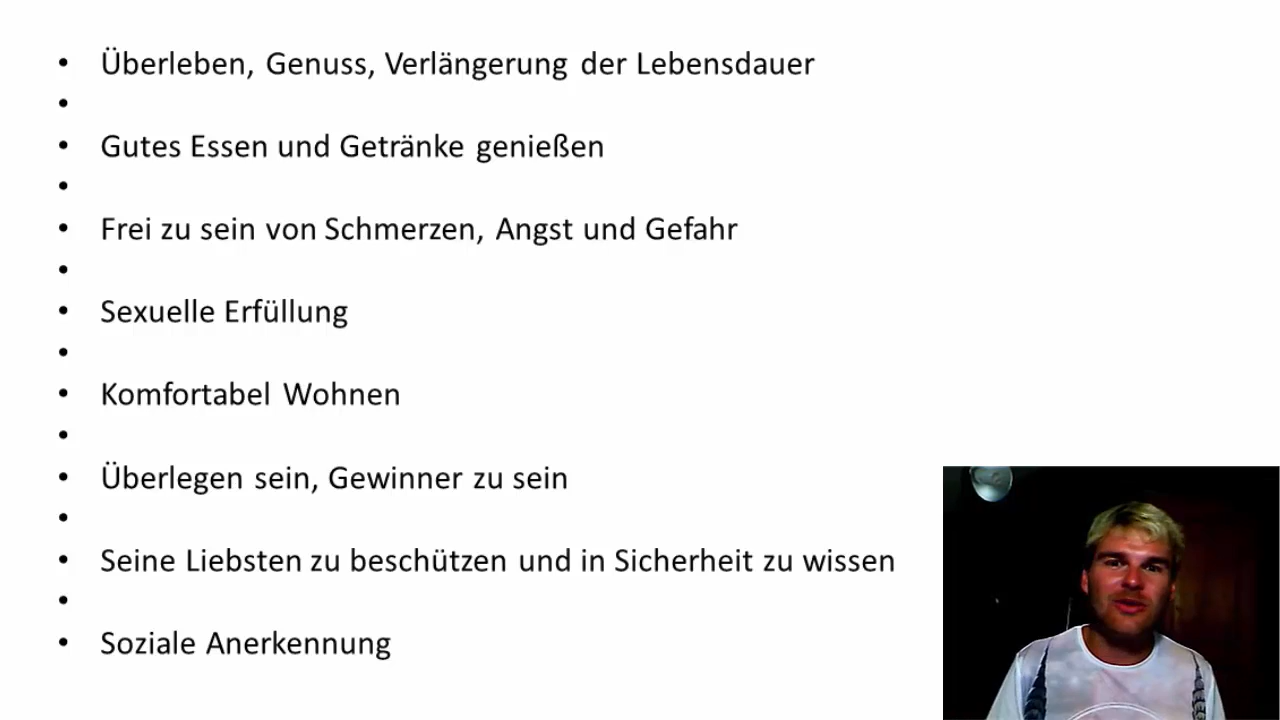 • Überleben, Genuss, Verlängerung der Lebensdauer
•
• Gutes Essen und Getränke genießen
•
• Frei zu sein von Schmerzen, Angst und Gefahr
•
• Sexuelle Erfüllung
•
• Komfortabel Wohnen
•
• Überlegen sein, Gewinner zu sein
•
• Seine Liebsten zu beschützen und in Sicherheit zu wissen
•
• Soziale Anerkennung